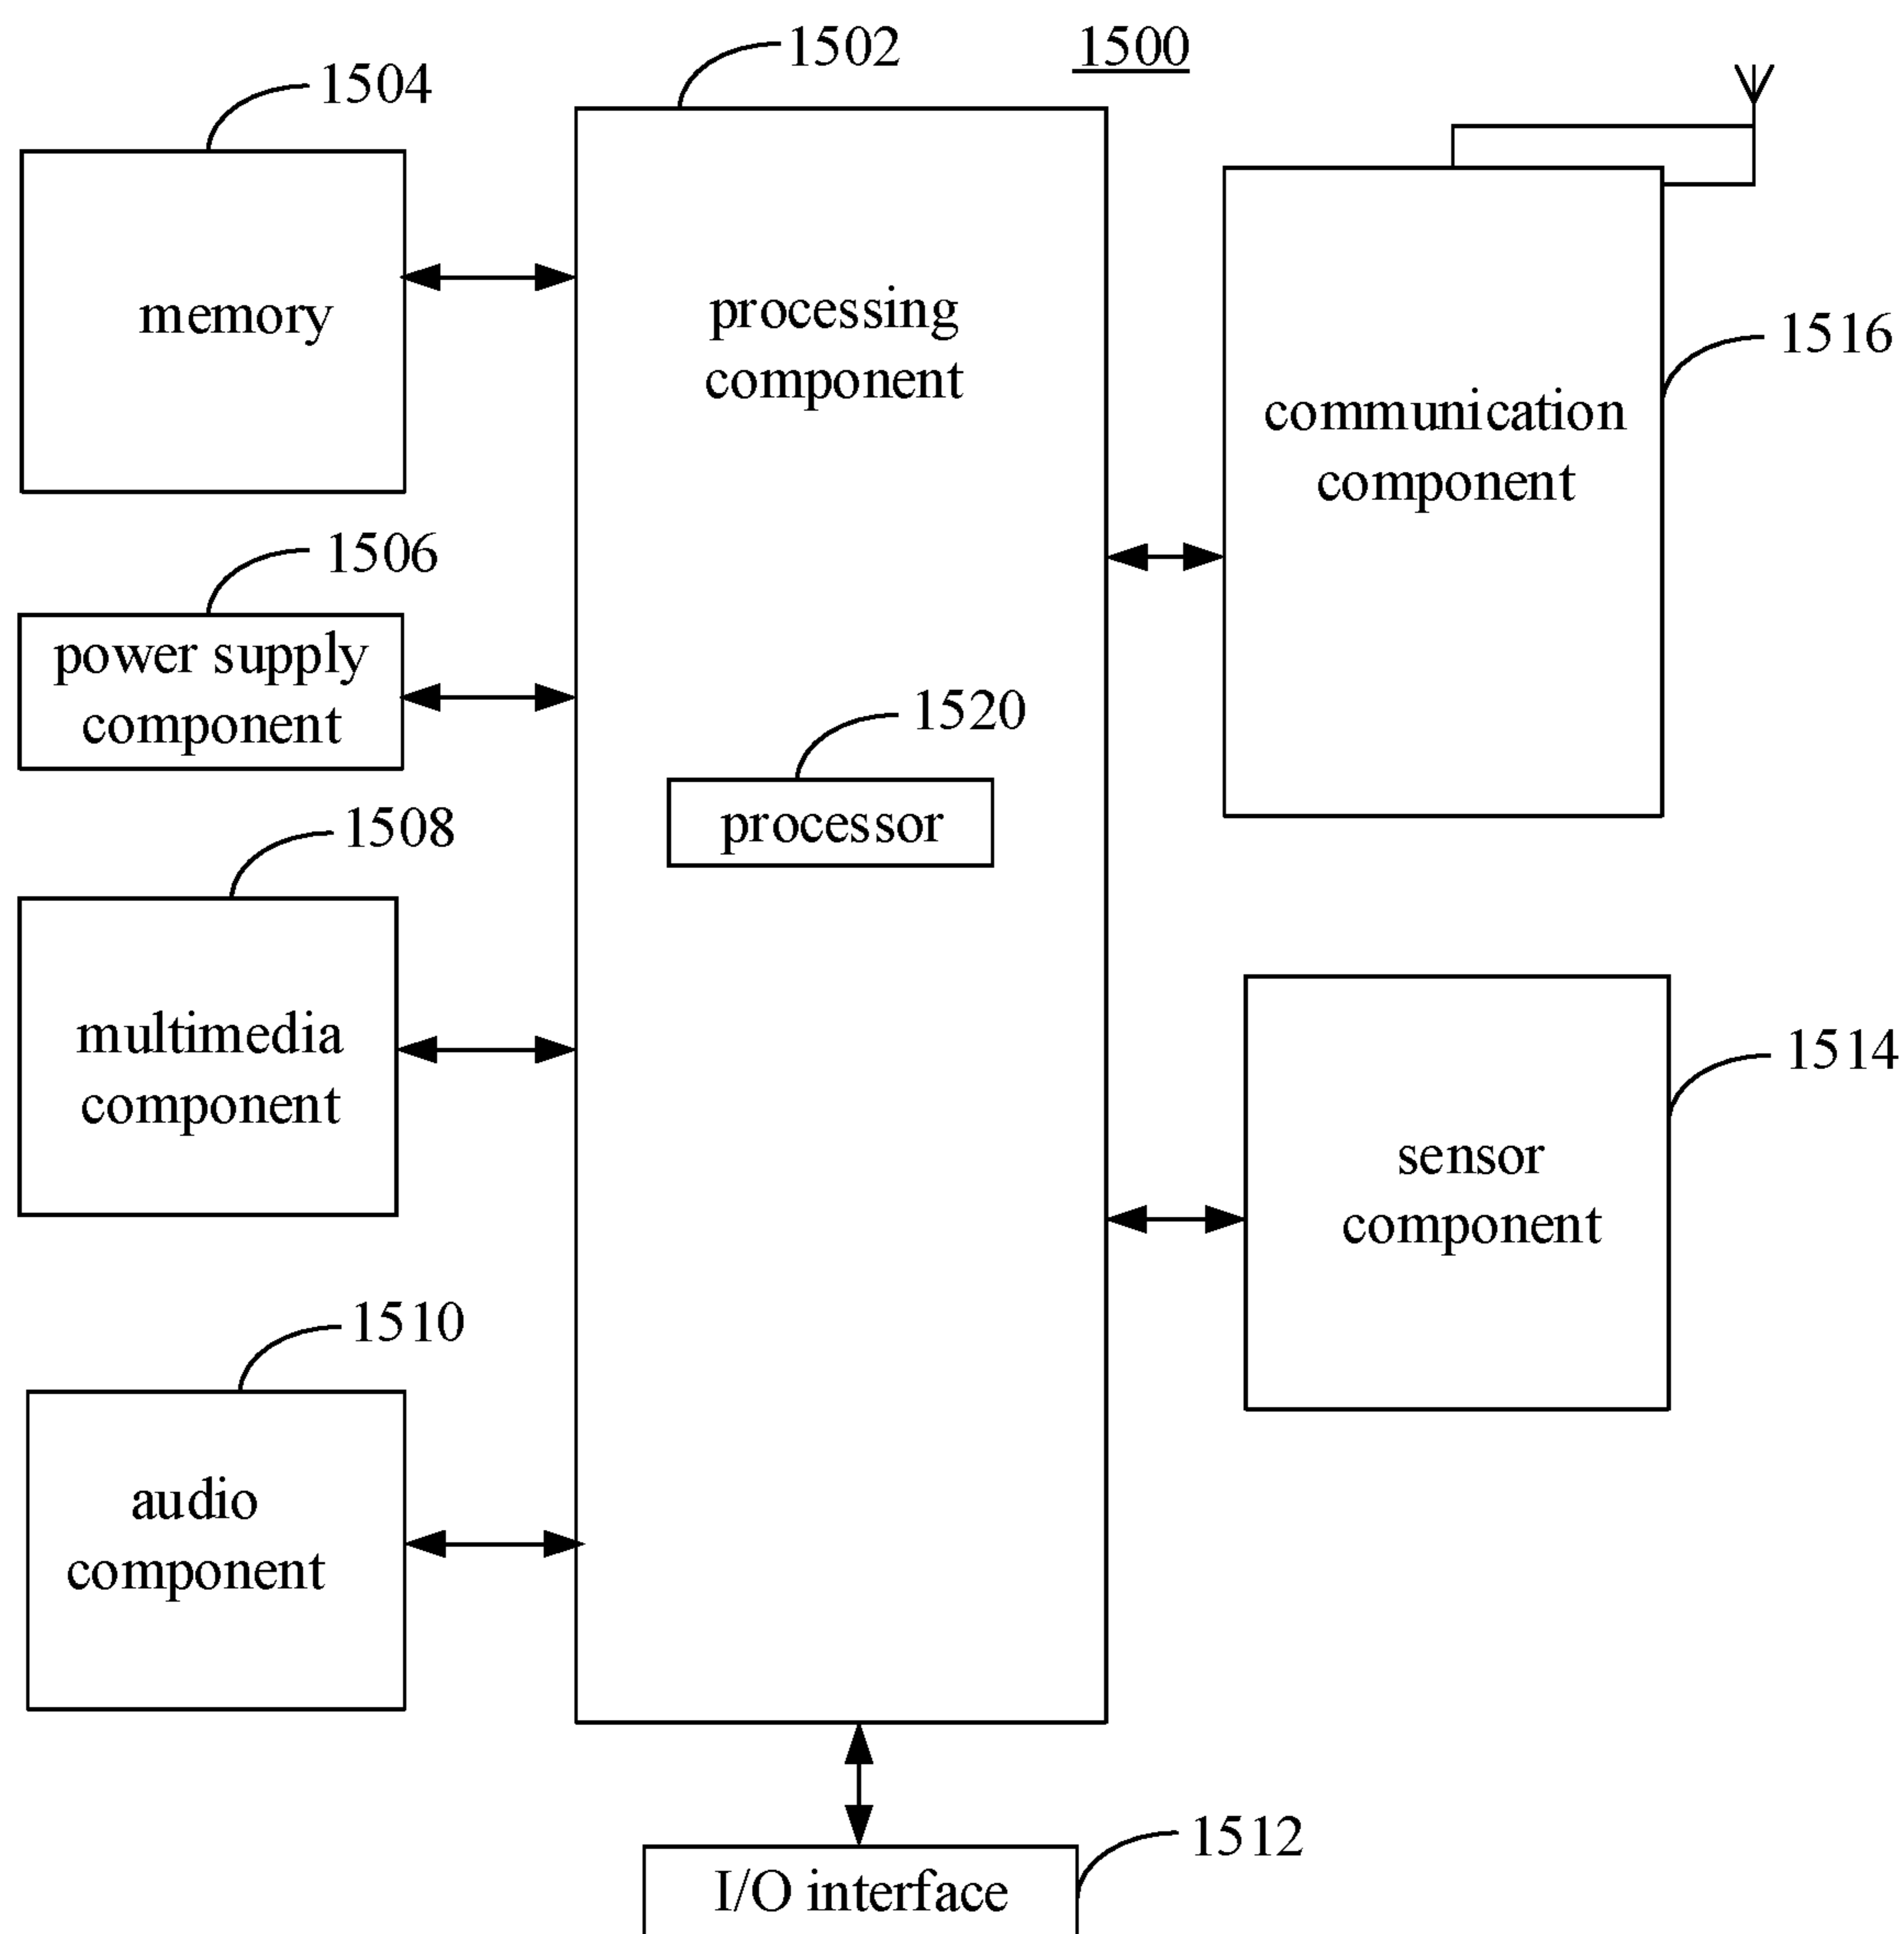 1502
1500
1504
memory
processing
component
1516
communication
component
1506
power supply
component
1520
processor
1508
multimedia
component
1514
sensor
component
1510
audio
component
1512
I/O interface